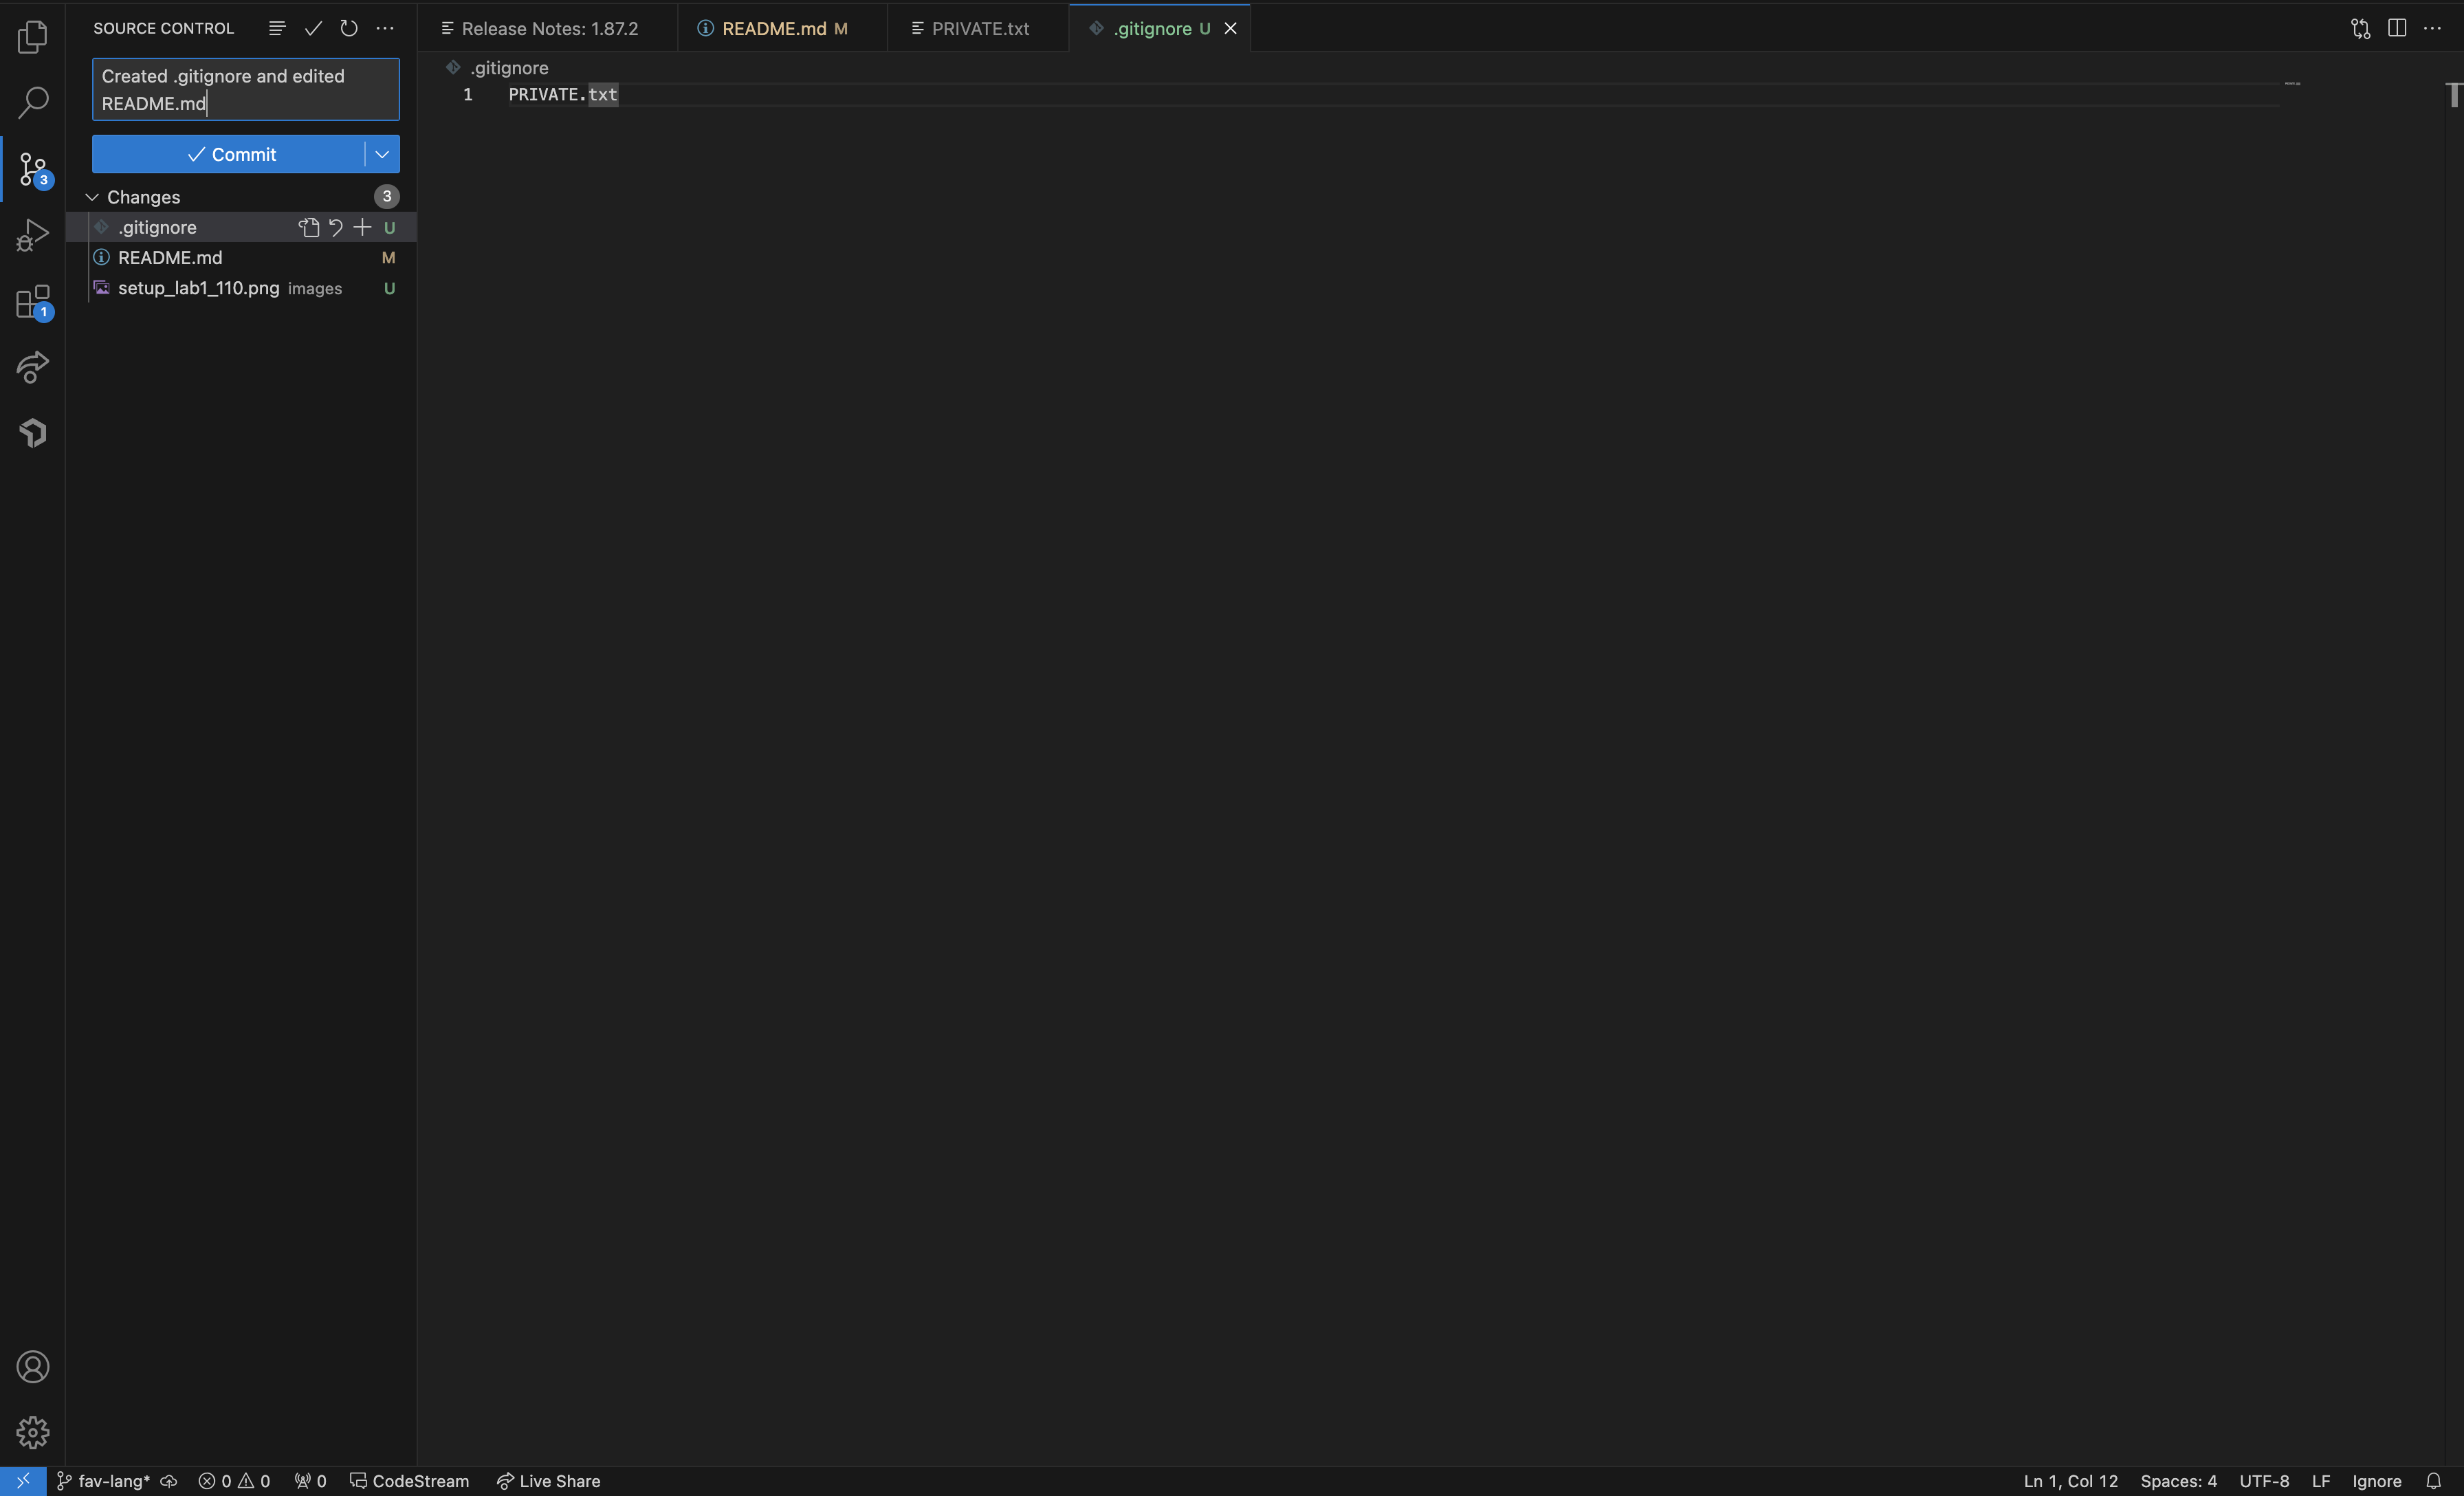 SOURCE CONTROL
Created .gitignore and edited
README.md
Commit
Changes 3
.gitignore U
README.md M
setup_lab1_110.png images U
3
1
Release Notes: 1.87.2
README.md M
PRIVATE.txt
.gitignore U
.gitignore
1 PRIVATE.txt
fav-lang* 0 0 0 CodeStream Live Share
Ln 1, Col 12 Spaces: 4 UTF-8 LF Ignore